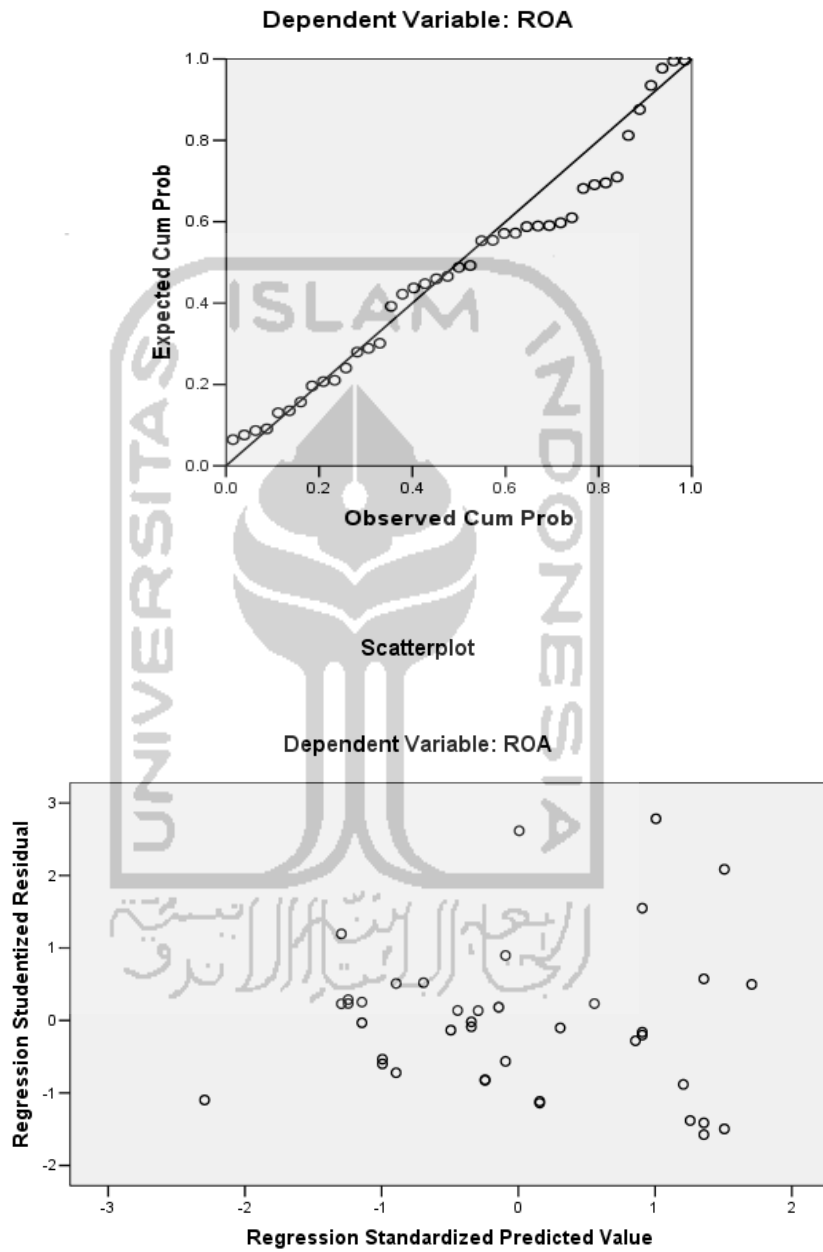 Dependent Variable: ROA
Expected Cum Prob
1.0
0.8
0.6
0.4
0.2
0.0
0.0 0.2 0.4 0.6 0.8 1.0
Observed Cum Prob
UNIVERSITAS ISLAM INDONESIA
Scatterplot
Dependent Variable: ROA
Regression Studentized Residual
3
2
1
0
-1
-2
-3 -2 -1 0 1 2
Regression Standardized Predicted Value